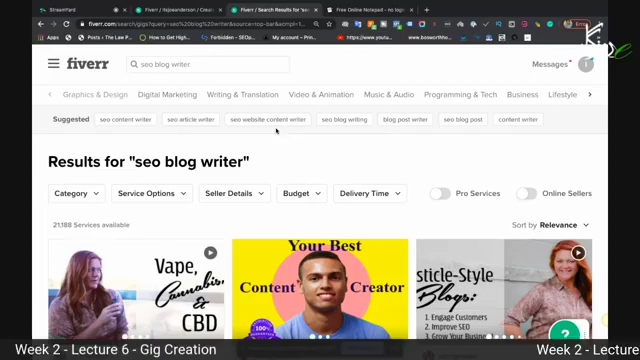 StreamYard
Fiverr / Search Results for "se
Free Online Notepad - no log
fiverr.com/search/gigs?query=seo%20blog%20writer&source=top-bar&acmpl=1
Apps
Posts ‹ The Law P
How to Get High...
Forbidden - SEOp...
My account – Prin...
https://www.youtu...
fiverr
seo blog writer
Messages
Graphics & Design
Digital Marketing
Writing & Translation
Video & Animation
Music & Audio
Programming & Tech
Business
Lifestyle
Suggested
seo content writer
seo article writer
seo website content writer
seo blog writing
blog post writer
seo blog post
content writer
Results for "seo blog writer"
Category
Service Options
Seller Details
Budget
Delivery Time
Pro Services
Online Sellers
21,188 Services available
Sort by Relevance
Vape,
Cannabis,
&
CBD
Your Best
Content Creator
100%
sticle-Style
Blogs:
1. Engage Customers
2. Improve SEO
3. Grow Your Busine
?
Week 2 - Lecture 6 - Gig Creation
Week 2 - Lecture